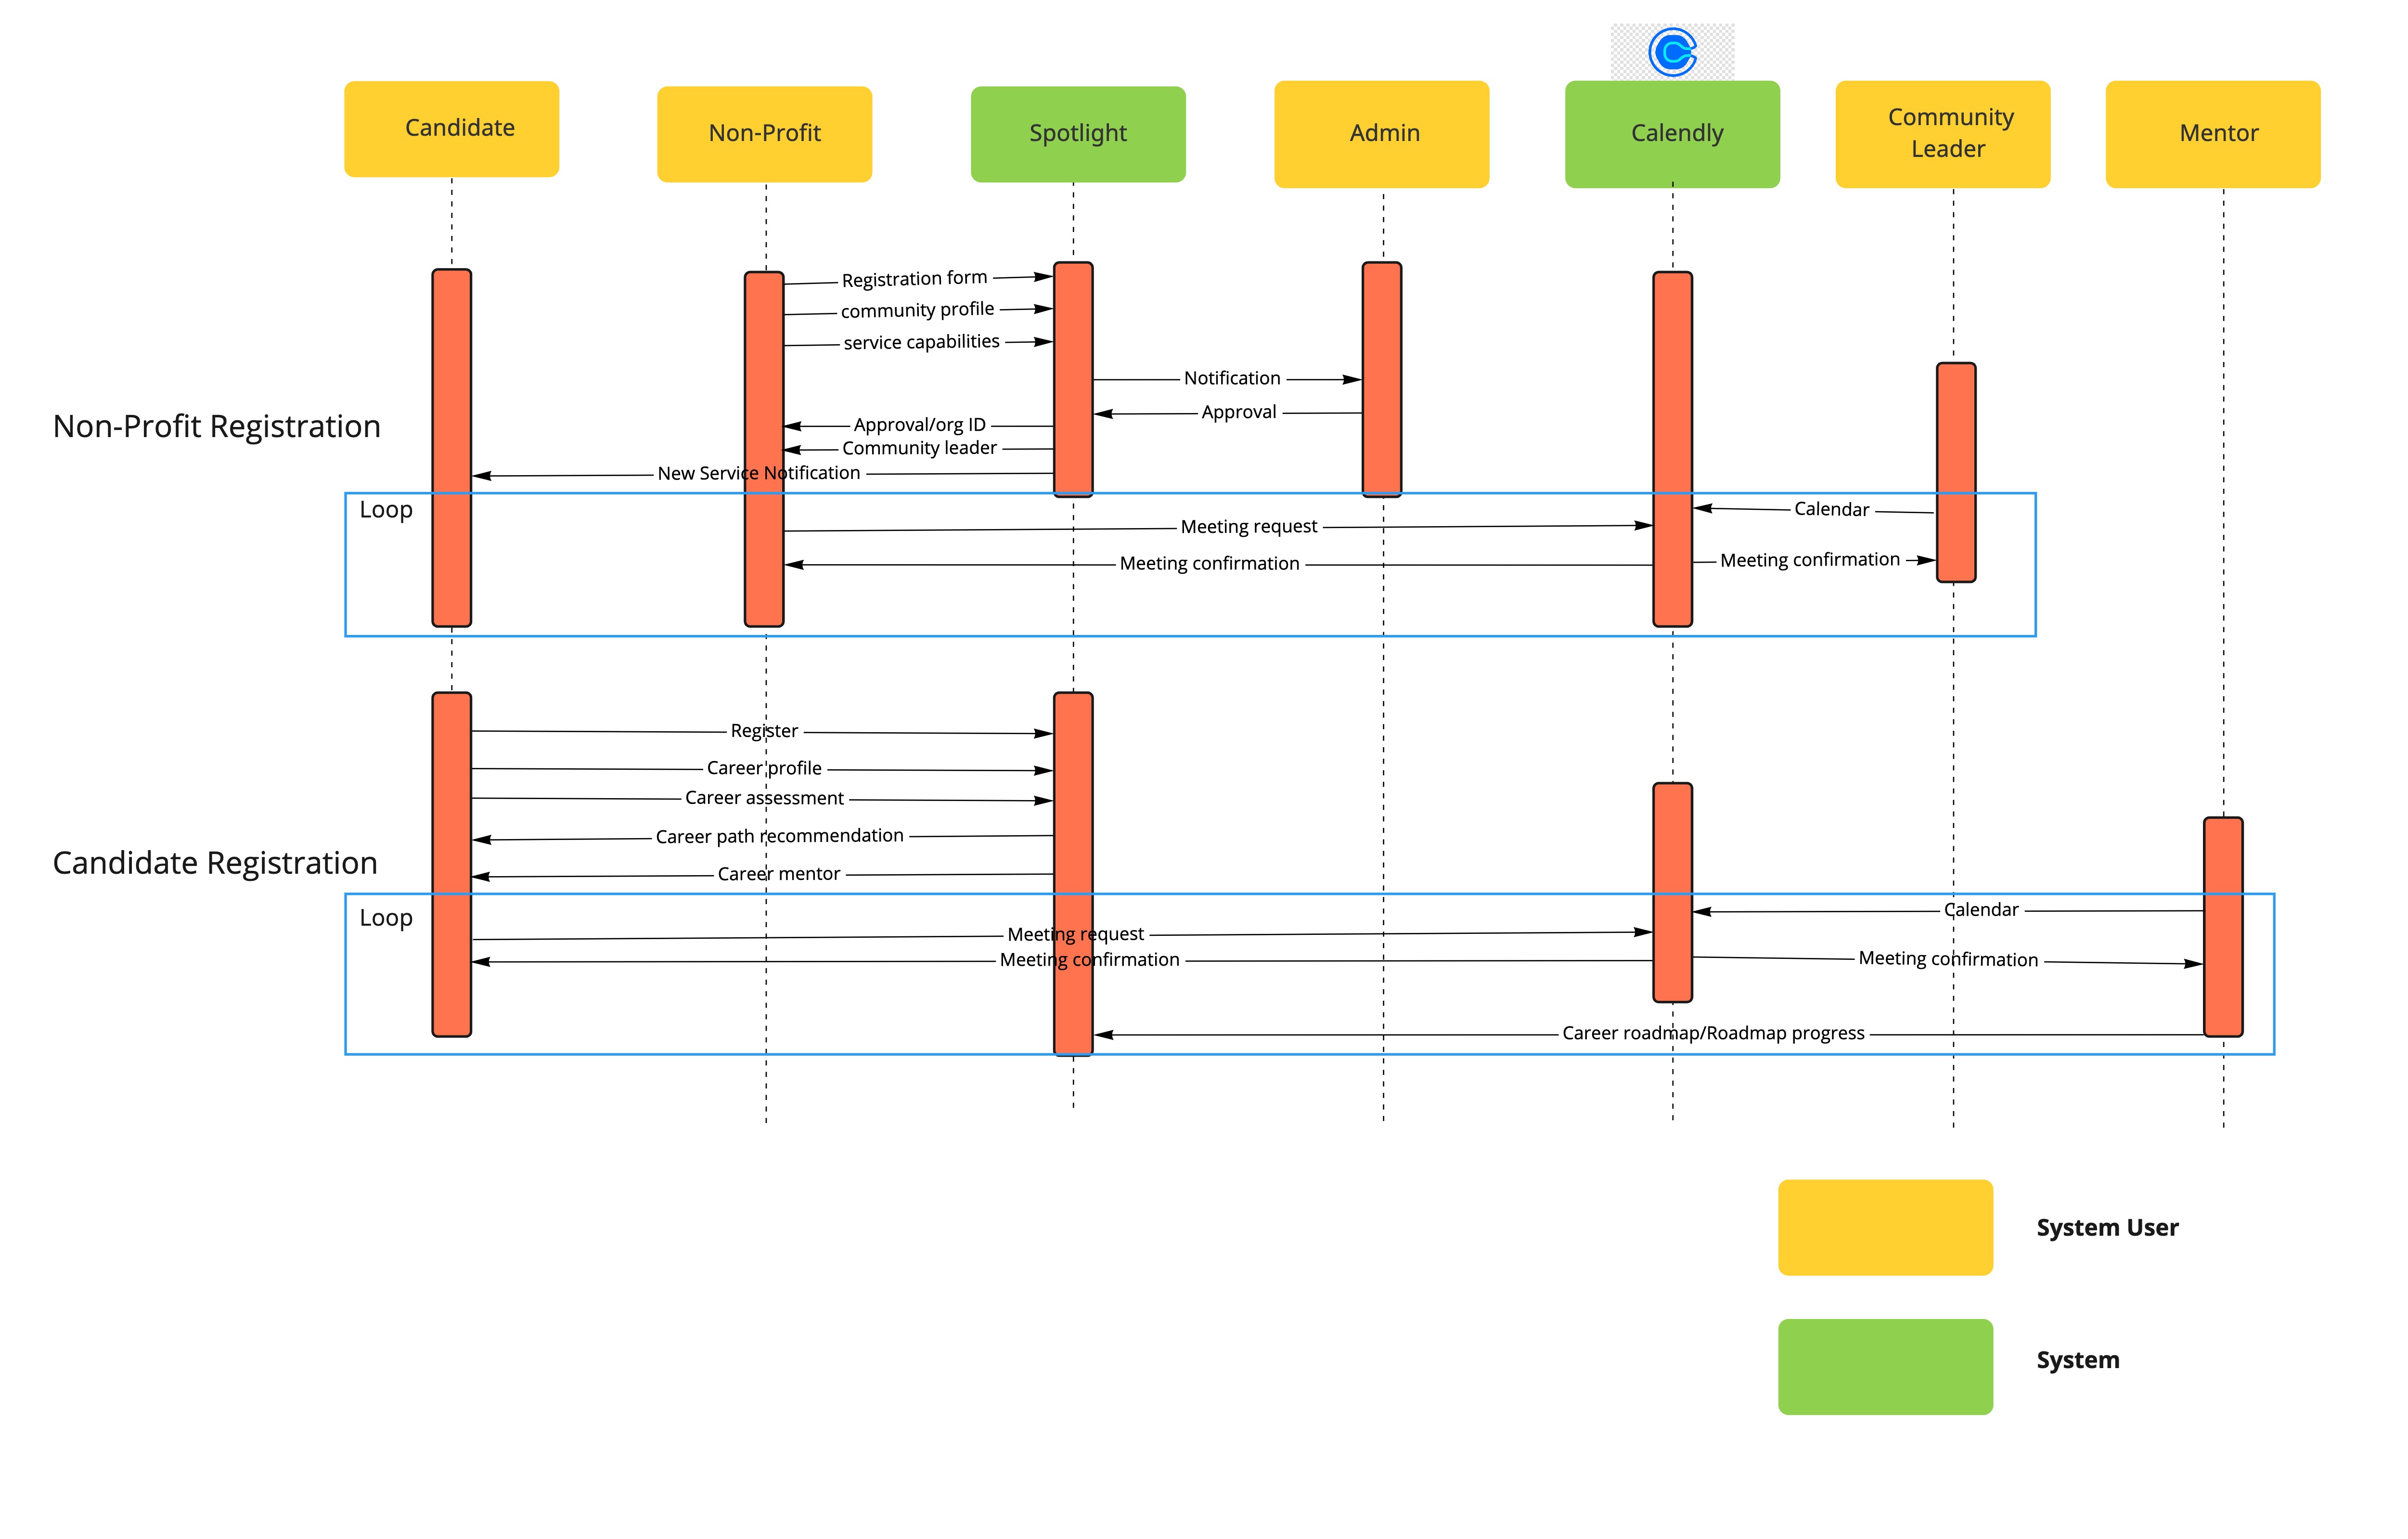 Candidate
Non-Profit
Spotlight
Admin
Calendly
Community
Leader
Mentor
Non-Profit Registration
Registration form
community profile
service capabilities
Notification
Approval
Approval/org ID
Community leader
New Service Notification
Loop
Calendar
Meeting request
Meeting confirmation
Meeting confirmation
Candidate Registration
Register
Career profile
Career assessment
Career path recommendation
Career mentor
Loop
Calendar
Meeting request
Meeting confirmation
Meeting confirmation
Career roadmap/Roadmap progress
System User
System